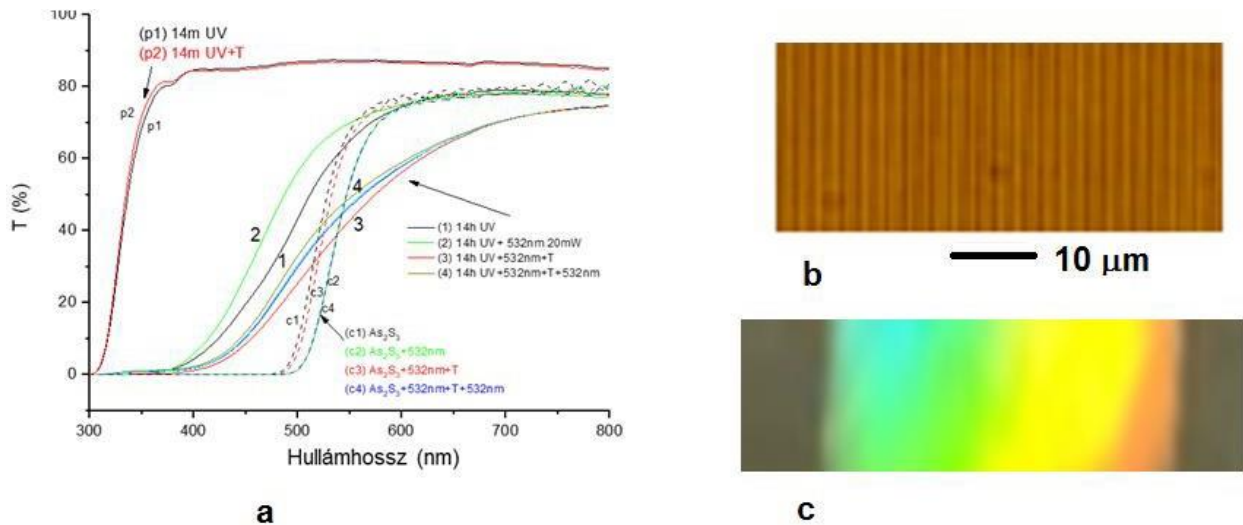 100
80
60
40
20
0
T (%)
(p1) 14m UV
(p2) 14m UV+T
p2
p1
2
1
4
3
(1) 14h UV
(2) 14h UV+ 532nm 20mW
(3) 14h UV+532nm+T
(4) 14h UV+532nm+T+532nm
c1
c3
c2
c4
(c1) As₂S₃
(c2) As₂S₃+532nm
(c3) As₂S₃+532nm+T
(c4) As₂S₃+532nm+T+532nm
300 400 500 600 700 800
Hullámhossz (nm)
a
b
10 μm
c